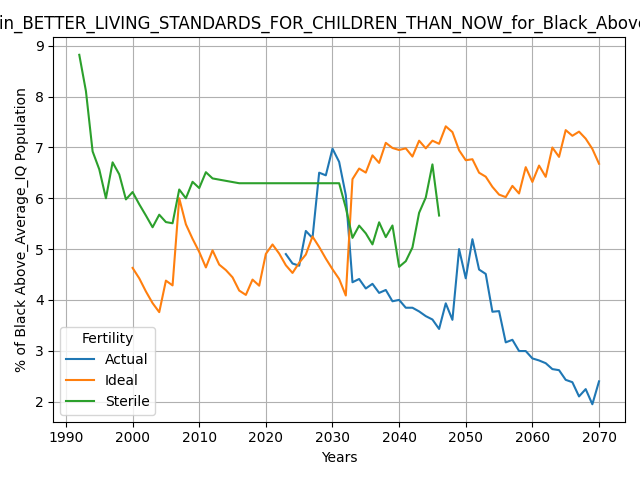 in_BETTER_LIVING_STANDARDS_FOR_CHILDREN_THAN_NOW_for_Black_Above
% of Black Above_Average_IQ Population
9
8
7
6
5
4
3
2
Fertility
Actual
Ideal
Sterile
1990 2000 2010 2020 2030 2040 2050 2060 2070
Years